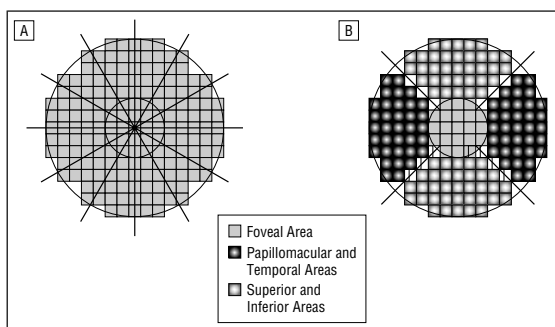 A
B
Foveal Area
Papillomacular and
Temporal Areas
Superior and
Inferior Areas